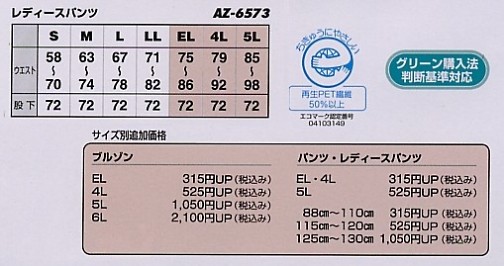 レディースパンツ AZ-6573
S M L LL EL 4L 5L
ウエスト 58〜70 63〜74 67〜78 71〜82 75〜86 79〜92 85〜98
股下 72 72 72 72 72 72 72
ちきゅうにやさしい
再生PET繊維
50%以上
エコマーク認定番号
04103149
グリーン購入法
判断基準対応
サイズ別追加価格
ブルゾン
EL 315円UP(税込み)
4L 525円UP(税込み)
5L 1,050円UP(税込み)
6L 2,100円UP(税込み)
パンツ・レディースパンツ
EL・4L 315円UP(税込み)
5L 525円UP(税込み)
88㎝〜110㎝ 315円UP(税込み)
115㎝〜120㎝ 525円UP(税込み)
125㎝〜130㎝ 1,050円UP(税込み)